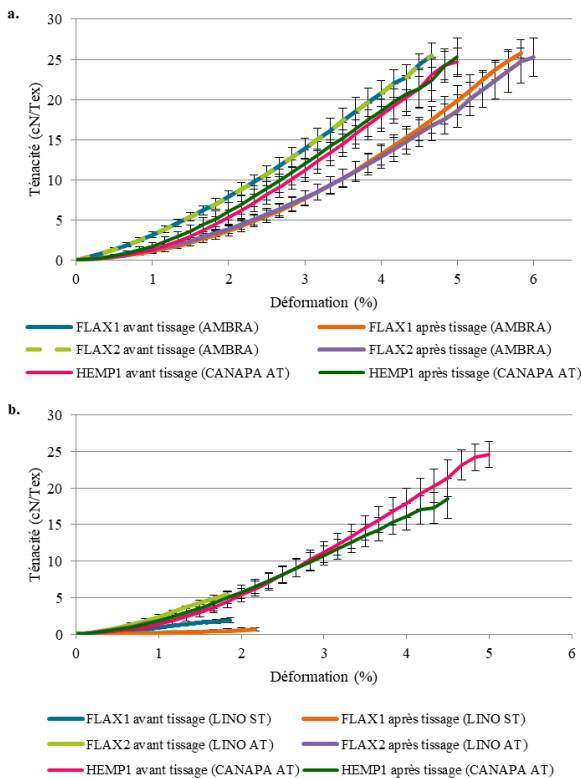 a.
30
25
20
15
10
5
0
Ténacité (cN/Tex)
0 1 2 3 4 5 6
Déformation (%)
FLAX1 avant tissage (AMBRA) FLAX1 après tissage (AMBRA)
FLAX2 avant tissage (AMBRA) FLAX2 après tissage (AMBRA)
HEMP1 avant tissage (CANAPA AT) HEMP1 après tissage (CANAPA AT)
b.
30
25
20
15
10
5
0
Ténacité (cN/Tex)
0 1 2 3 4 5 6
Déformation (%)
FLAX1 avant tissage (LINO ST) FLAX1 après tissage (LINO ST)
FLAX2 avant tissage (LINO AT) FLAX2 après tissage (LINO AT)
HEMP1 avant tissage (CANAPA AT) HEMP1 après tissage (CANAPA AT)